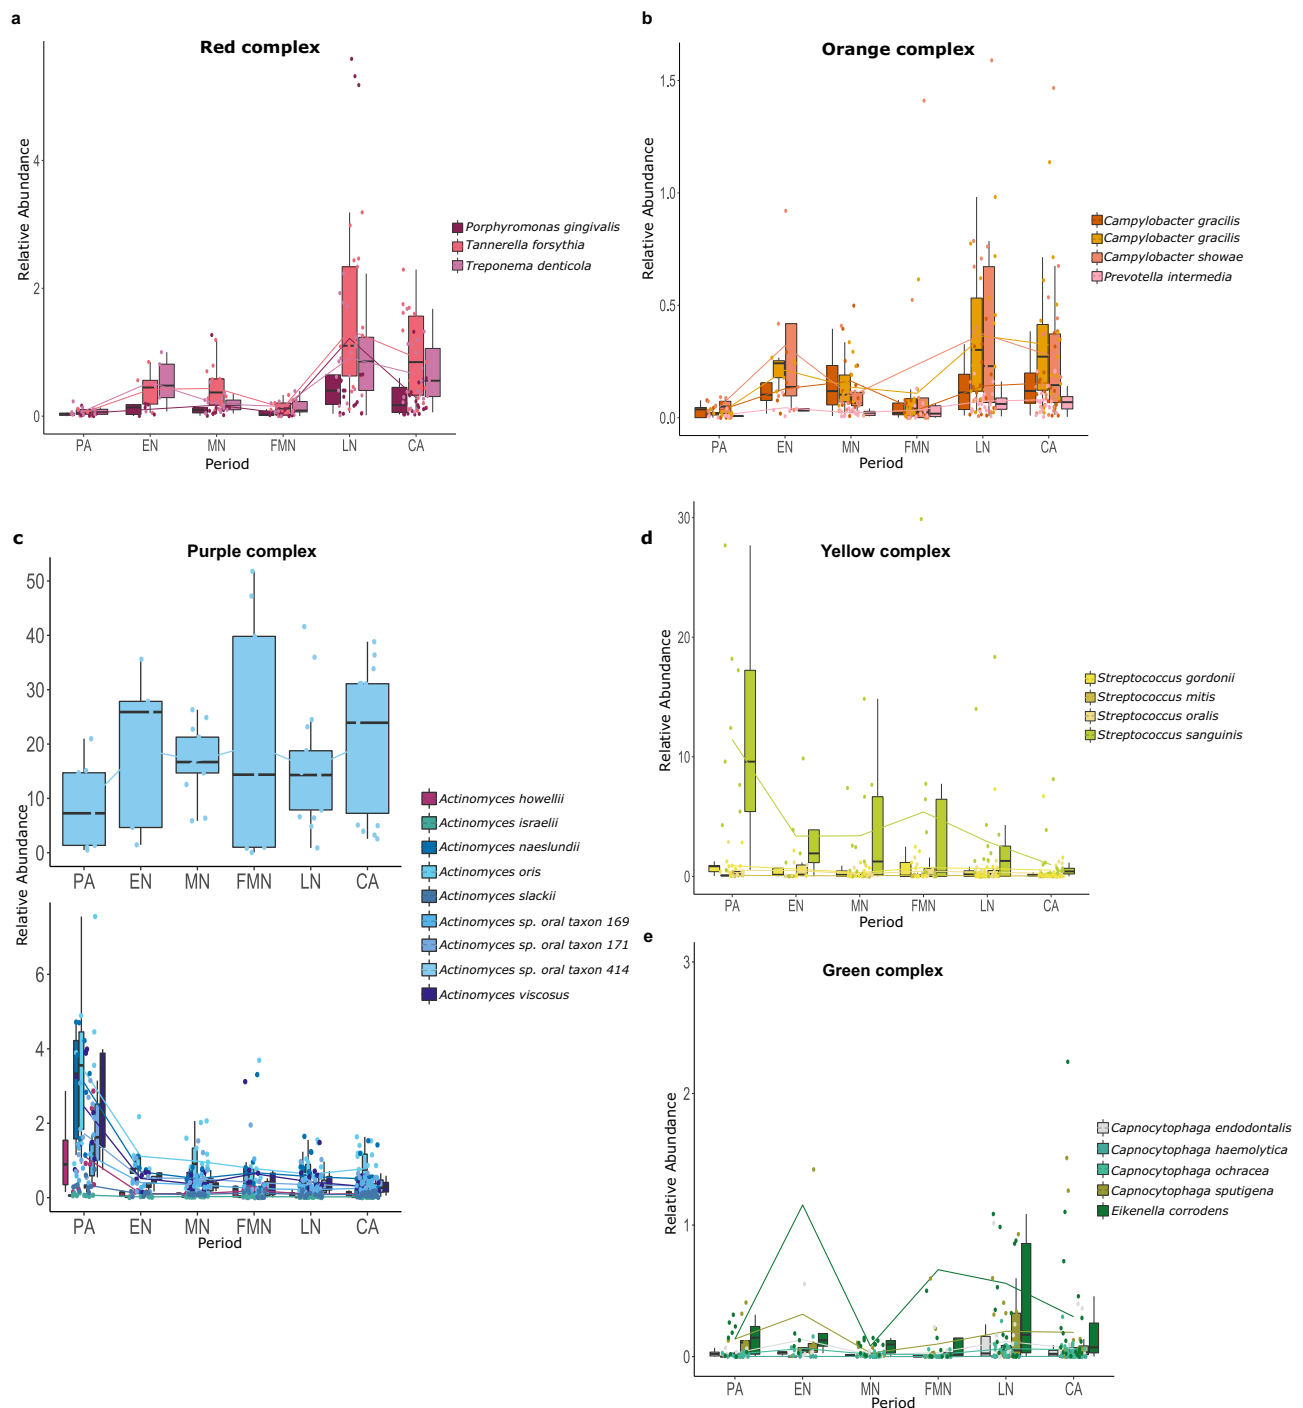 a
Red complex
Relative Abundance
4
2
0
PA EN MN FMN LN CA
Period
Porphyromonas gingivalis
Tannerella forsythia
Treponema denticola
b
Orange complex
Relative Abundance
1.5
1.0
0.5
0.0
PA EN MN FMN LN CA
Period
Campylobacter gracilis
Campylobacter gracilis
Campylobacter showae
Prevotella intermedia
c
Purple complex
Relative Abundance
50
40
30
20
10
0
PA EN MN FMN LN CA
6
4
2
0
PA EN MN FMN LN CA
Period
Actinomyces howellii
Actinomyces israelii
Actinomyces naeslundii
Actinomyces oris
Actinomyces slackii
Actinomyces sp. oral taxon 169
Actinomyces sp. oral taxon 171
Actinomyces sp. oral taxon 414
Actinomyces viscosus
d
Yellow complex
Relative Abundance
30
20
10
0
PA EN MN FMN LN CA
Period
Streptococcus gordonii
Streptococcus mitis
Streptococcus oralis
Streptococcus sanguinis
e
Green complex
Relative Abundance
3
2
1
0
PA EN MN FMN LN CA
Period
Capnocytophaga endodontalis
Capnocytophaga haemolytica
Capnocytophaga ochracea
Capnocytophaga sputigena
Eikenella corrodens